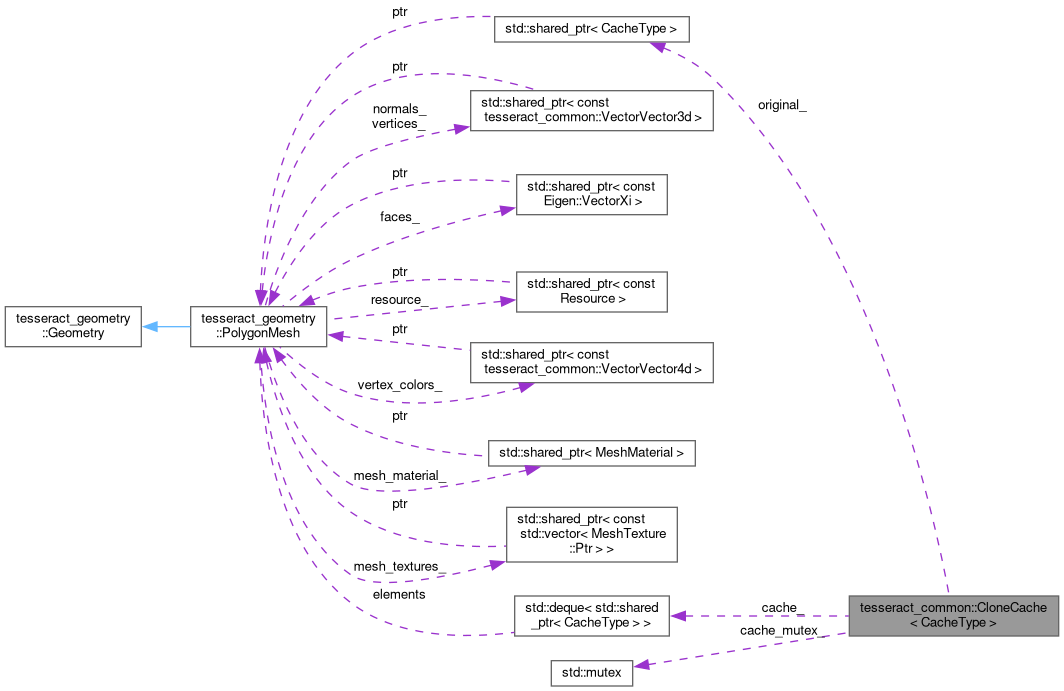 ptr
std::shared_ptr< CacheType >
ptr
std::shared_ptr< const
tesseract_common::VectorVector3d >
original_
normals_
vertices_
ptr
std::shared_ptr< const
Eigen::VectorXi >
faces_
ptr
std::shared_ptr< const
Resource >
resource_
tesseract_geometry
::Geometry
tesseract_geometry
::PolygonMesh
ptr
std::shared_ptr< const
tesseract_common::VectorVector4d >
vertex_colors_
ptr
std::shared_ptr< MeshMaterial >
mesh_material_
ptr
std::shared_ptr< const
std::vector< MeshTexture
::Ptr > >
mesh_textures_
elements
std::deque< std::shared
_ptr< CacheType > >
cache_
tesseract_common::CloneCache
< CacheType >
cache_mutex_
std::mutex